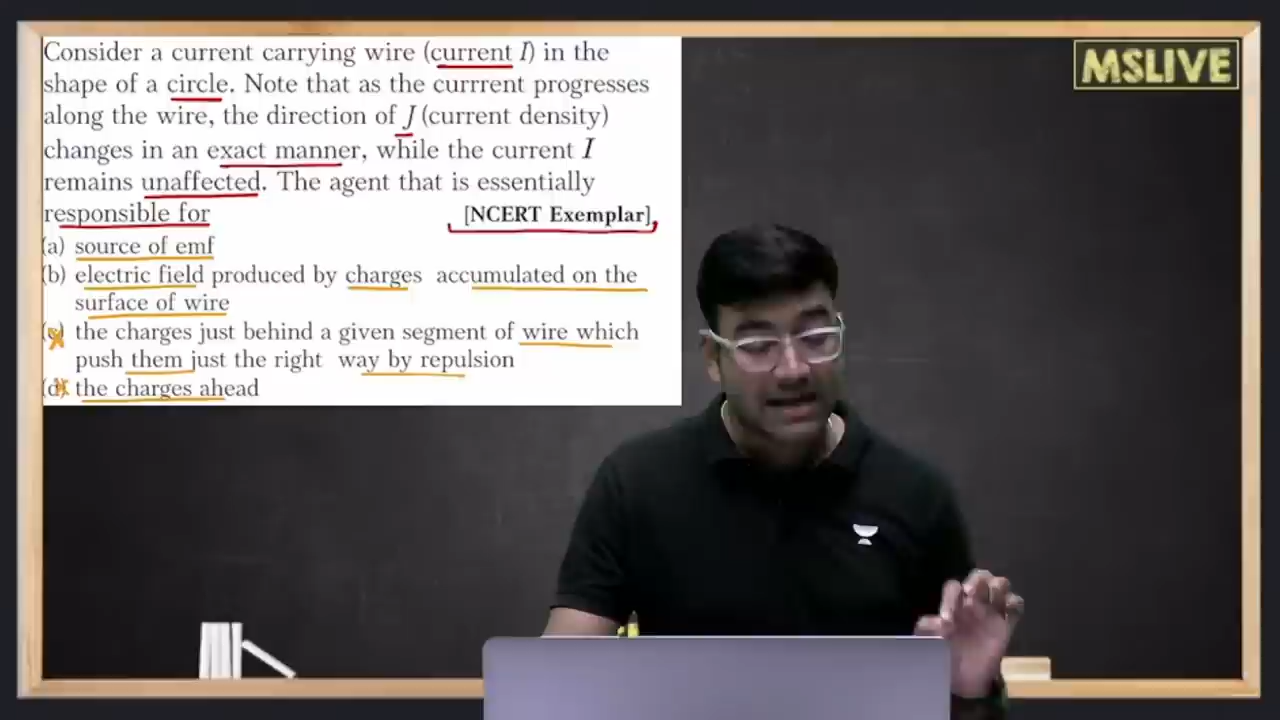 Consider a current carrying wire (current I) in the
shape of a circle. Note that as the currrent progresses
along the wire, the direction of J (current density)
changes in an exact manner, while the current I
remains unaffected. The agent that is essentially
responsible for [NCERT Exemplar]
(a) source of emf
(b) electric field produced by charges accumulated on the
surface of wire
(c) the charges just behind a given segment of wire which
push them just the right way by repulsion
(d) the charges ahead
MSLIVE